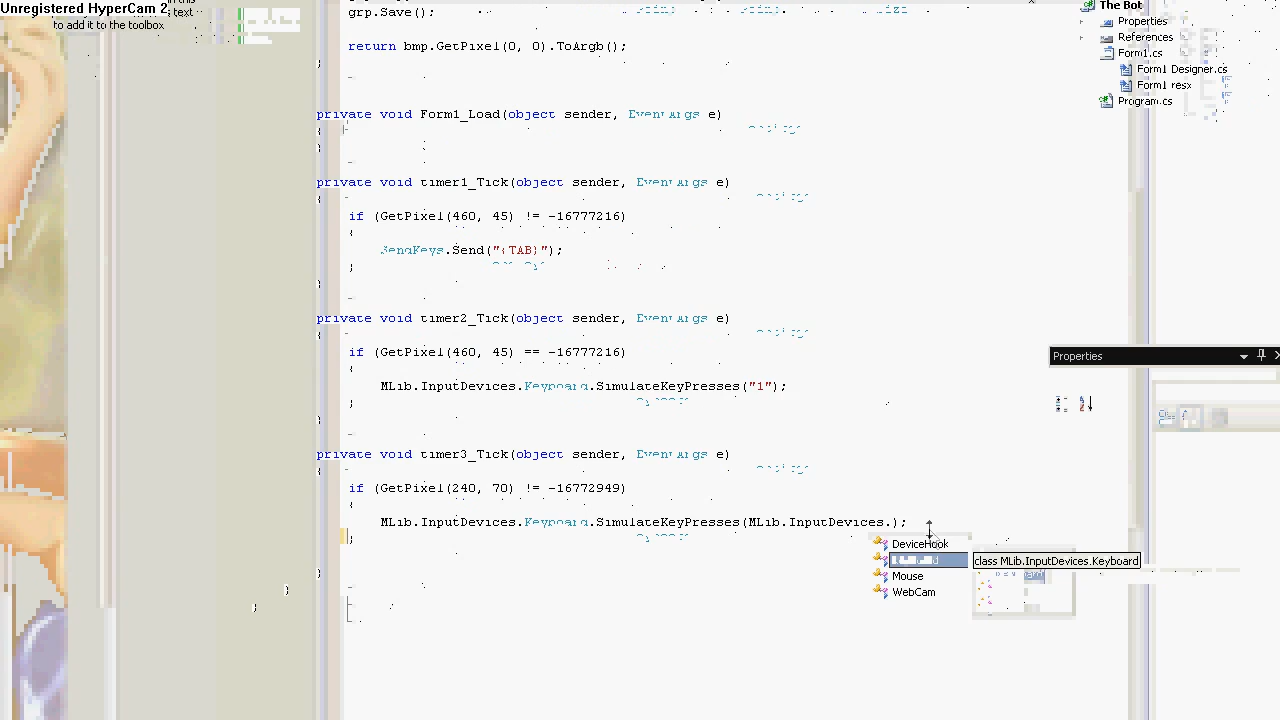 Unregistered HyperCam 2
text
to add it to the toolbox
grp.Save();
return bmp.GetPixel(0, 0).ToArgb();
}
private void Form1_Load(object sender, EventArgs e)
{
}
private void timer1_Tick(object sender, EventArgs e)
{
if (GetPixel(460, 45) != -16777216)
{
SendKeys.Send("{TAB}");
}
}
private void timer2_Tick(object sender, EventArgs e)
{
if (GetPixel(460, 45) == -16777216)
{
MLib.InputDevices.Keyboard.SimulateKeyPresses("1");
}
}
private void timer3_Tick(object sender, EventArgs e)
{
if (GetPixel(240, 70) != -16772949)
{
MLib.InputDevices.Keyboard.SimulateKeyPresses(MLib.InputDevices.);
}
}
}
}
DeviceHook
Mouse
WebCam
class MLib.InputDevices.Keyboard
The Bot
Properties
References
Form1.cs
Form1 Designer.cs
Form1 resx
Program.cs
Properties